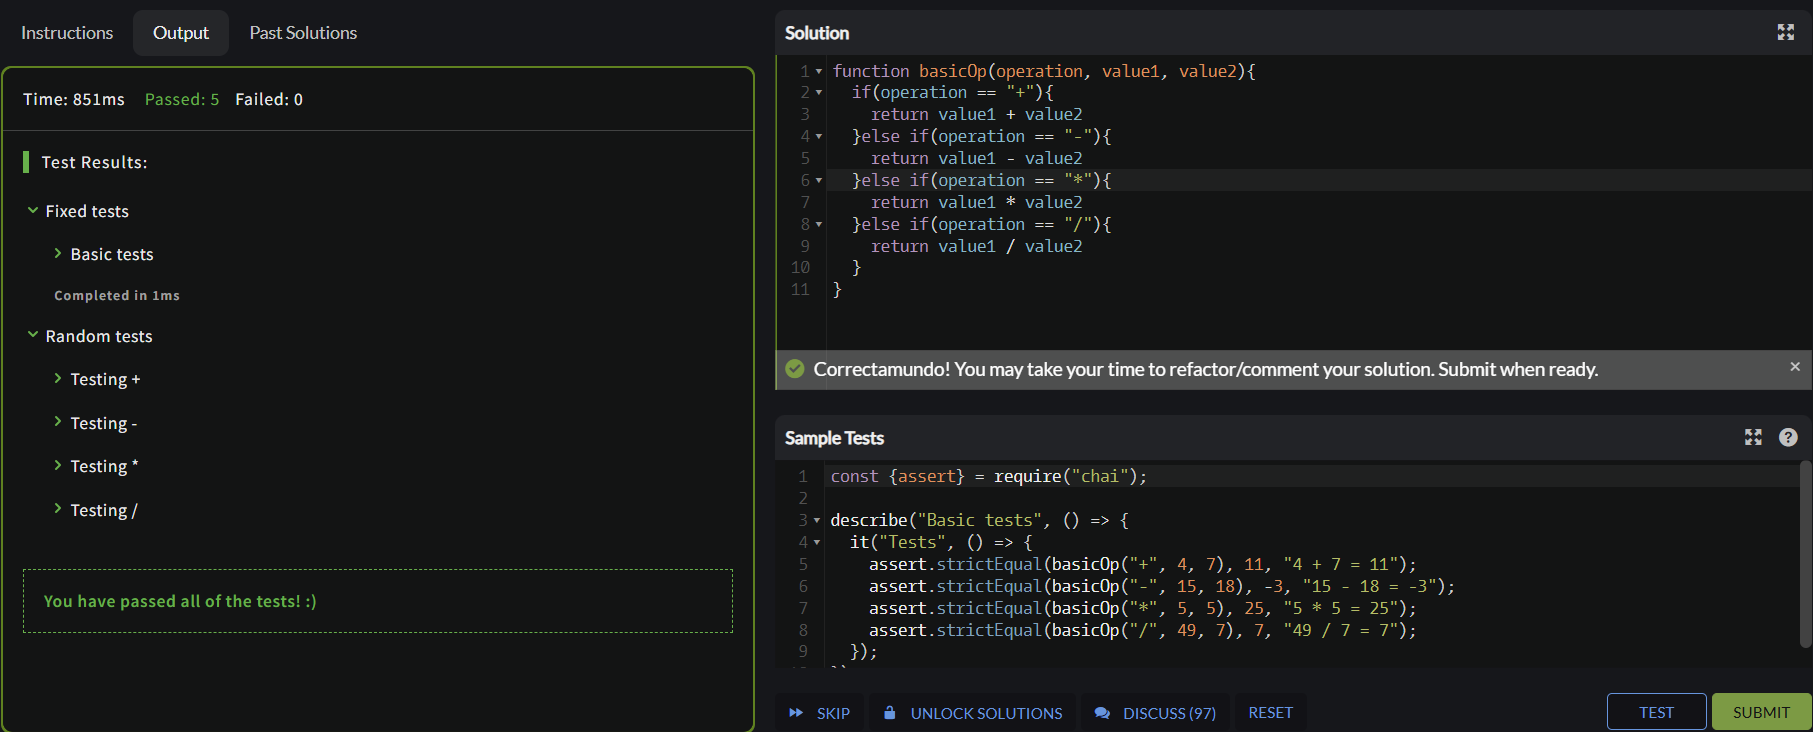 Instructions
Output
Past Solutions
Time: 851ms Passed: 5 Failed: 0
Test Results:
Fixed tests
Basic tests
Completed in 1ms
Random tests
Testing +
Testing -
Testing *
Testing /
You have passed all of the tests! :)
Solution
1 function basicOp(operation, value1, value2){
2   if(operation == "+"){
3     return value1 + value2
4   }else if(operation == "-"){
5     return value1 - value2
6   }else if(operation == "*"){
7     return value1 * value2
8   }else if(operation == "/"){
9     return value1 / value2
10   }
11 }
Correctamundo! You may take your time to refactor/comment your solution. Submit when ready.
Sample Tests
1 const {assert} = require("chai");
2
3 describe("Basic tests", () => {
4   it("Tests", () => {
5     assert.strictEqual(basicOp("+", 4, 7), 11, "4 + 7 = 11");
6     assert.strictEqual(basicOp("-", 15, 18), -3, "15 - 18 = -3");
7     assert.strictEqual(basicOp("*", 5, 5), 25, "5 * 5 = 25");
8     assert.strictEqual(basicOp("/", 49, 7), 7, "49 / 7 = 7");
9   });
SKIP
UNLOCK SOLUTIONS
DISCUSS (97)
RESET
TEST
SUBMIT